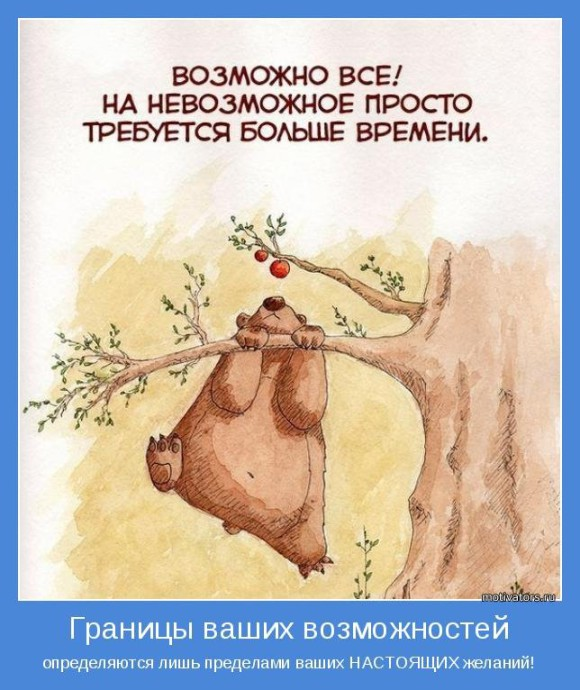 ВОЗМОЖНО ВСЕ!
НА НЕВОЗМОЖНОЕ ПРОСТО
ТРЕБУЕТСЯ БОЛЬШЕ ВРЕМЕНИ.
motivators.ru
Границы ваших возможностей
определяются лишь пределами ваших НАСТОЯЩИХ желаний!